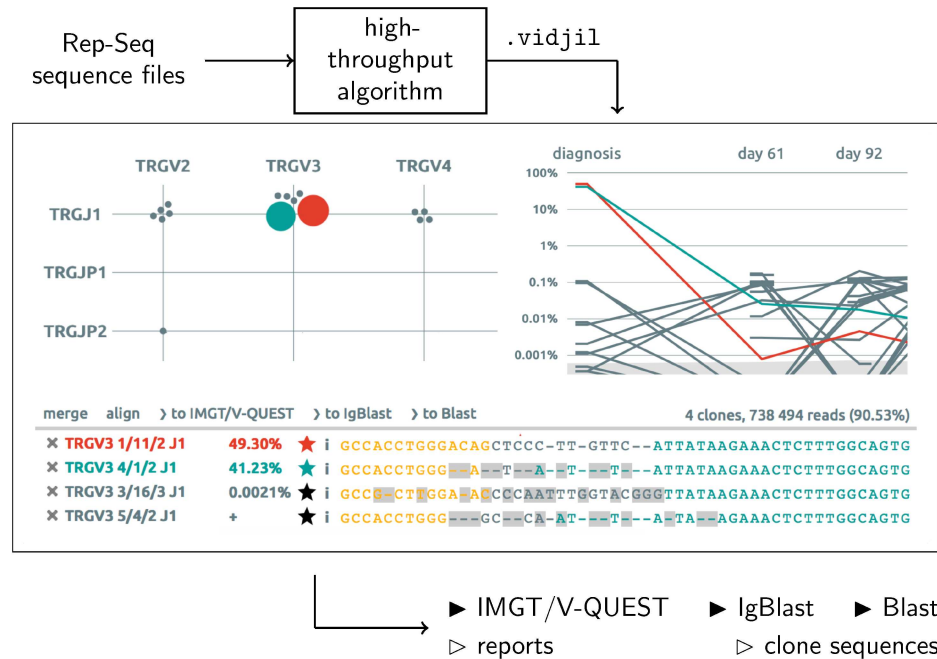 Rep-Seq
sequence files
high-
throughput
algorithm
.vidjil
TRGV2 TRGV3 TRGV4
TRGJ1
TRGJP1
TRGJP2
diagnosis day 61 day 92
100%
10%
1%
0.1%
0.01%
0.001%
merge align ❯ to IMGT/V-QUEST ❯ to IgBlast ❯ to Blast 4 clones, 738 494 reads (90.53%)
✖ TRGV3 1/11/2 J1 49.30% ★ i GCCACCTGGGACAGCTCCC-TT-GTTC--ATTATAAGAAACTCTTTGGCAGTG
✖ TRGV3 4/1/2 J1 41.23% ★ i GCCACCTGGG--A--T--A--T--T---T-ATTATAAGAAACTCTTTGGCAGTG
✖ TRGV3 3/16/3 J1 0.0021% ★ i GCCG-CTTGGA-ACCCCAATTTGGTACGGGTTATAAGAAACTCTTTGGCAGTG
✖ TRGV3 5/4/2 J1 + ★ i GCCACCTGGG---GC---CA-AT---T---A-TA--AGAAACTCTTTGGCAGTG
▶ IMGT/V-QUEST ▶ IgBlast ▶ Blast
▷ reports ▷ clone sequences